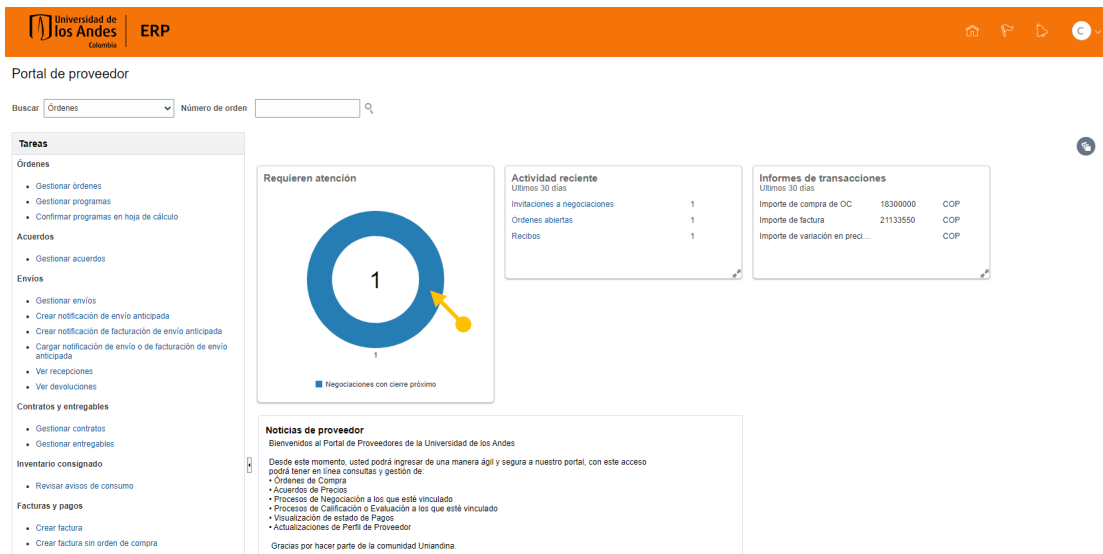 Universidad de
los Andes
Colombia
ERP
C
Portal de proveedor
Buscar Órdenes Número de orden
Tareas
Órdenes
• Gestionar órdenes
• Gestionar programas
• Confirmar programas en hoja de cálculo
Acuerdos
• Gestionar acuerdos
Envíos
• Gestionar envíos
• Crear notificación de envío anticipada
• Crear notificación de facturación de envío anticipada
• Cargar notificación de envío o de facturación de envío
anticipada
• Ver recepciones
• Ver devoluciones
Contratos y entregables
• Gestionar contratos
• Gestionar entregables
Inventario consignado
• Revisar avisos de consumo
Facturas y pagos
• Crear factura
• Crear factura sin orden de compra
Requieren atención
1
1
Negociaciones con cierre próximo
Actividad reciente
Últimos 30 días
Invitaciones a negociaciones 1
Órdenes abiertas 1
Recibos 1
Informes de transacciones
Últimos 30 días
Importe de compra de OC 18300000 COP
Importe de factura 21133550 COP
Importe de variación en preci... COP
Noticias de proveedor
Bienvenidos al Portal de Proveedores de la Universidad de los Andes
Desde este momento, usted podrá ingresar de una manera ágil y segura a nuestro portal, con este acceso
podrá tener en línea consultas y gestión de:
• Órdenes de Compra
• Acuerdos de Precios
• Procesos de Negociación a los que esté vinculado
• Procesos de Calificación o Evaluación a los que esté vinculado
• Visualización de estado de Pagos
• Actualizaciones de Perfil de Proveedor
Gracias por hacer parte de la comunidad Uniandina.